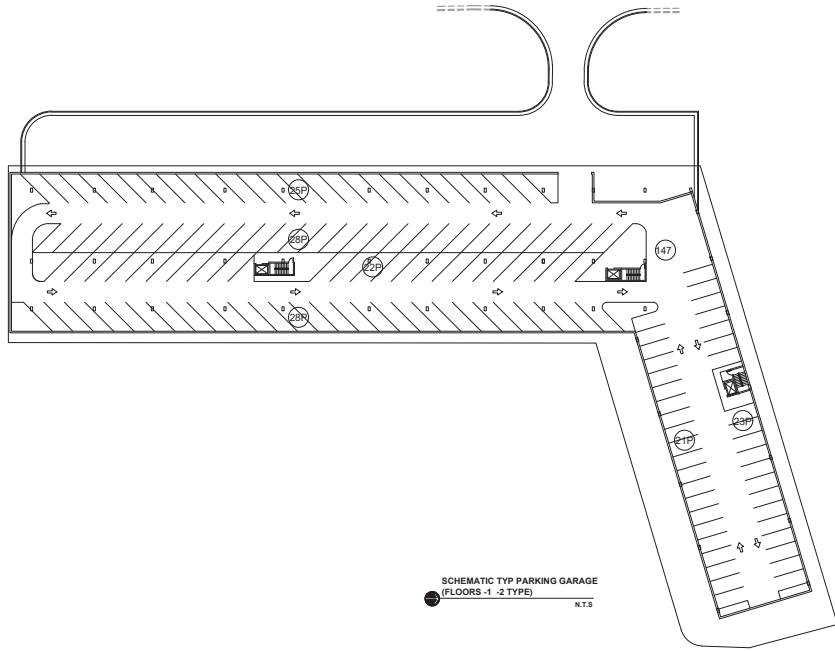 25P
28P
147
22P
28P
23P
21P
SCHEMATIC TYP PARKING GARAGE
(FLOORS -1 -2 TYPE)
N.T.S